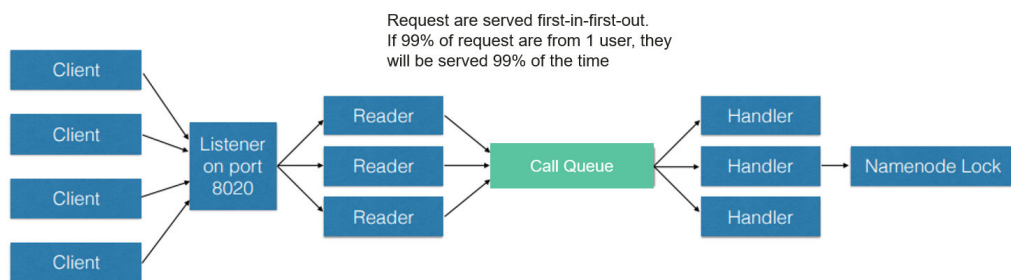 Request are served first-in-first-out.
If 99% of request are from 1 user, they
will be served 99% of the time
Client
Client
Client
Client
Listener
on port
8020
Reader
Reader
Reader
Call Queue
Handler
Handler
Handler
Namenode Lock